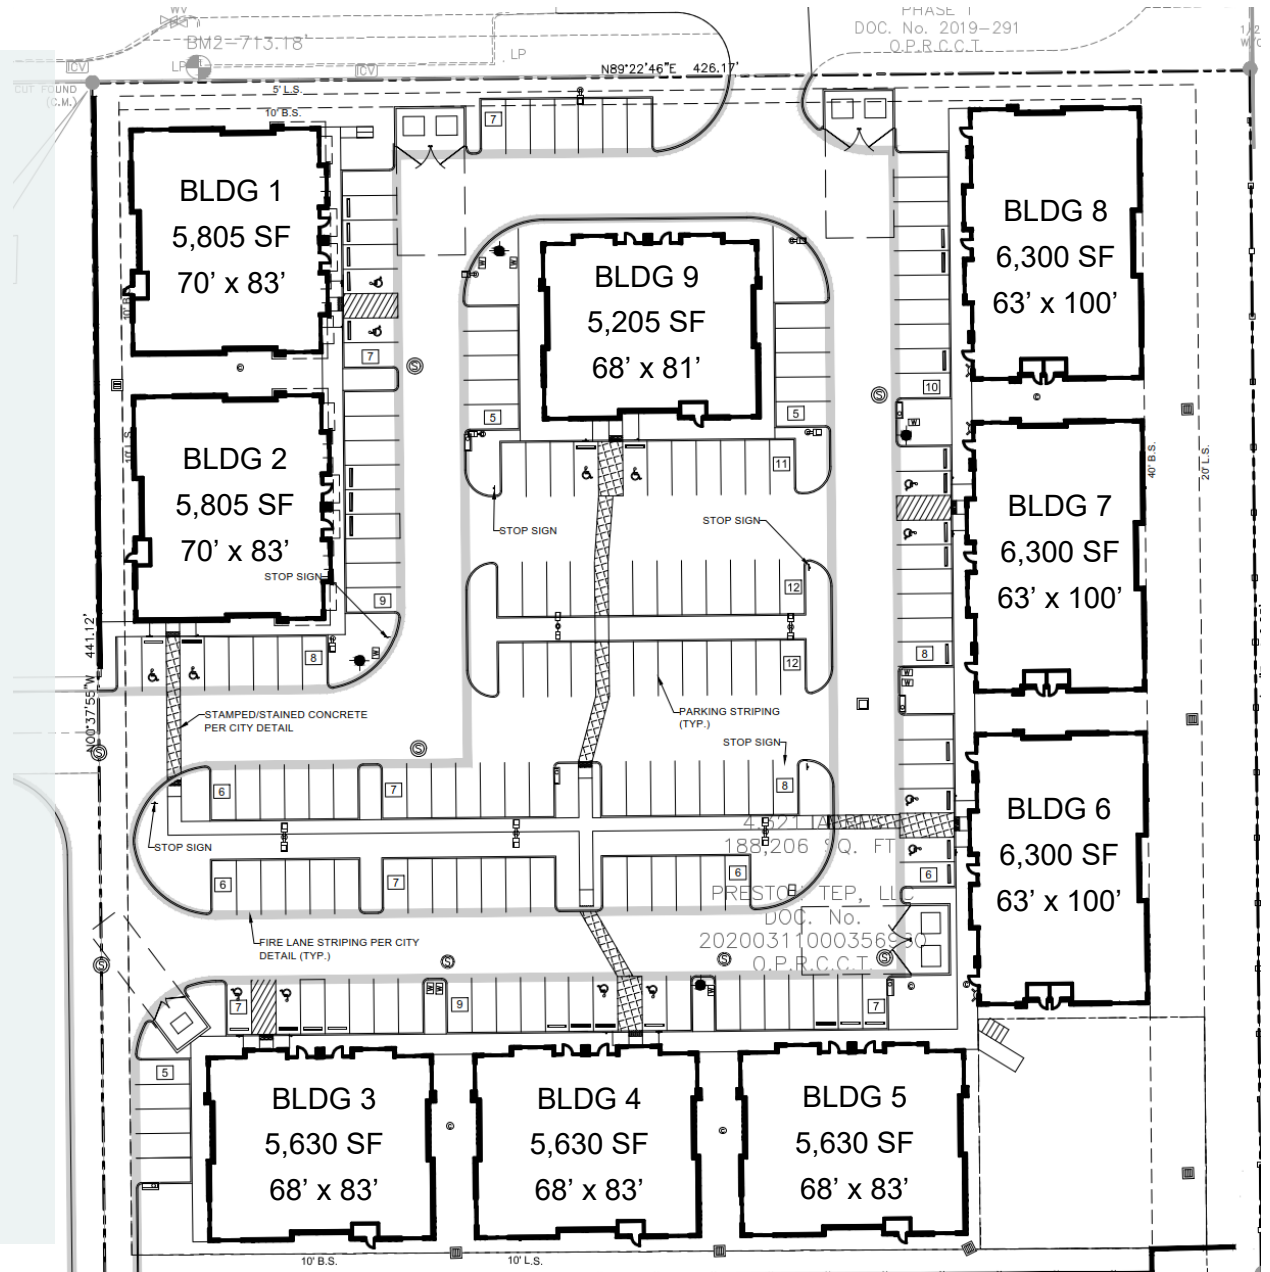 WV
BM2-713.18'
LP
LP
ICV
ICV
PHASE 1
DOC. No. 2019-291
O.P.R.C.C.T.
N89°22'46"E 426.17'
CUT FOUND
(C.M.)
5' L.S.
10' B.S.
7
BLDG 1
5,805 SF
70' x 83'
7
BLDG 9
5,205 SF
68' x 81'
5
5
BLDG 8
6,300 SF
63' x 100'
10
BLDG 2
5,805 SF
70' x 83'
10' L.S.
9
11
STOP SIGN
STOP SIGN
STOP SIGN
12
12
BLDG 7
6,300 SF
63' x 100'
40' B.S.
20' L.S.
8
8
441.12'
N00°37'55"W
STAMPED/STAINED CONCRETE
PER CITY DETAIL
PARKING STRIPING
(TYP.)
STOP SIGN
6
7
8
STOP SIGN
188,206 SQ. FT
BLDG 6
6,300 SF
63' x 100'
6
7
6
6
DOC. No.
O.P.R.C.C.T.
FIRE LANE STRIPING PER CITY
DETAIL (TYP.)
7
9
7
5
BLDG 3
5,630 SF
68' x 83'
BLDG 4
5,630 SF
68' x 83'
BLDG 5
5,630 SF
68' x 83'
10' B.S.
10' L.S.